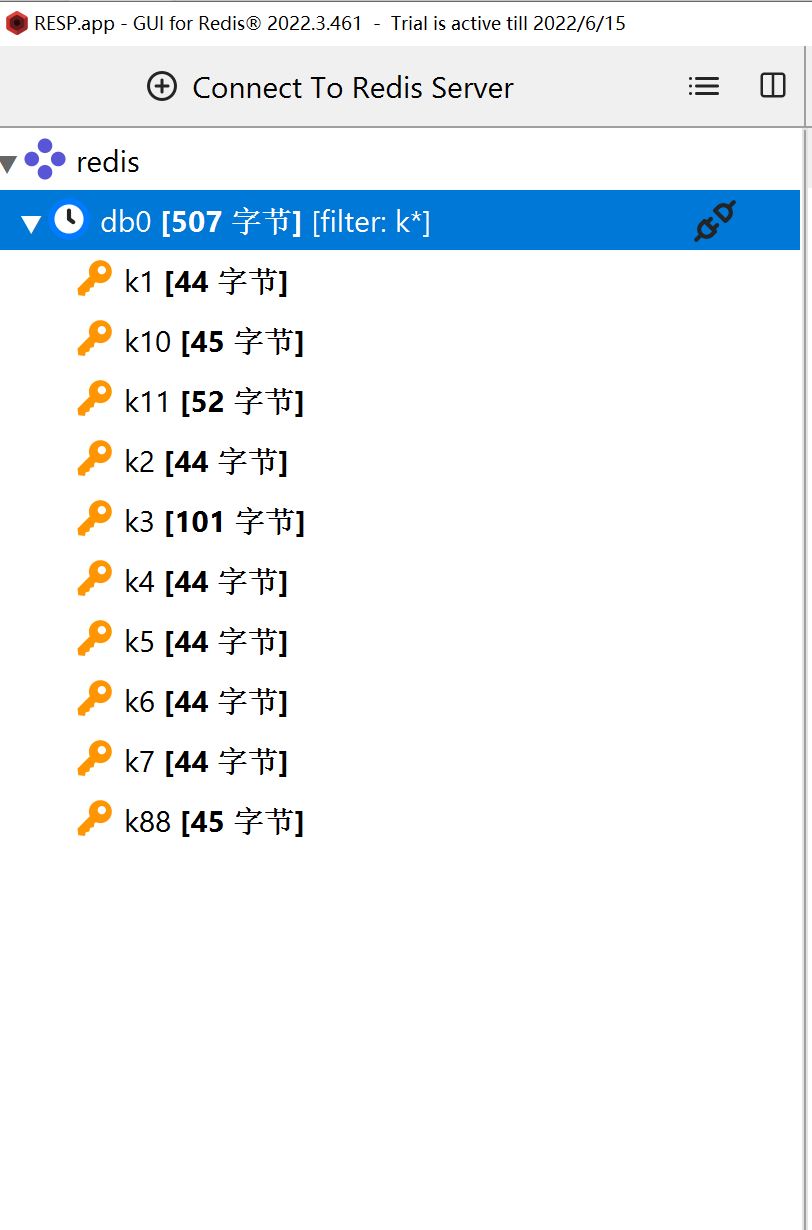 RESP.app - GUI for Redis® 2022.3.461 - Trial is active till 2022/6/15
Connect To Redis Server
redis
db0 [507 字节] [filter: k*]
k1 [44 字节]
k10 [45 字节]
k11 [52 字节]
k2 [44 字节]
k3 [101 字节]
k4 [44 字节]
k5 [44 字节]
k6 [44 字节]
k7 [44 字节]
k88 [45 字节]